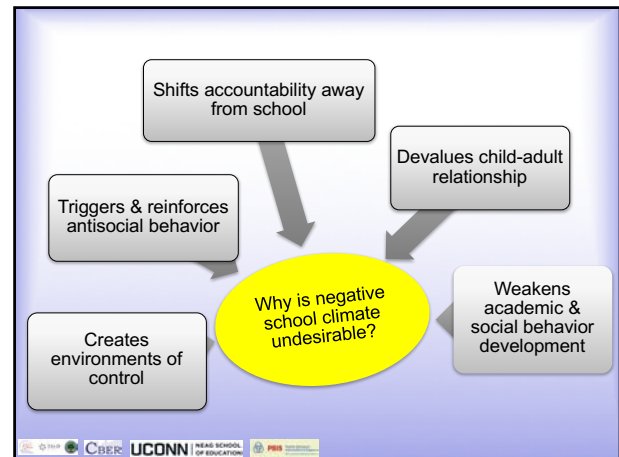 Shifts accountability away
from school
Devalues child-adult
relationship
Triggers & reinforces
antisocial behavior
Why is negative
school climate
undesirable?
Weakens
academic &
social behavior
development
Creates
environments of
control
CBER UCONN NEAG SCHOOL
OF EDUCATION
PBIS